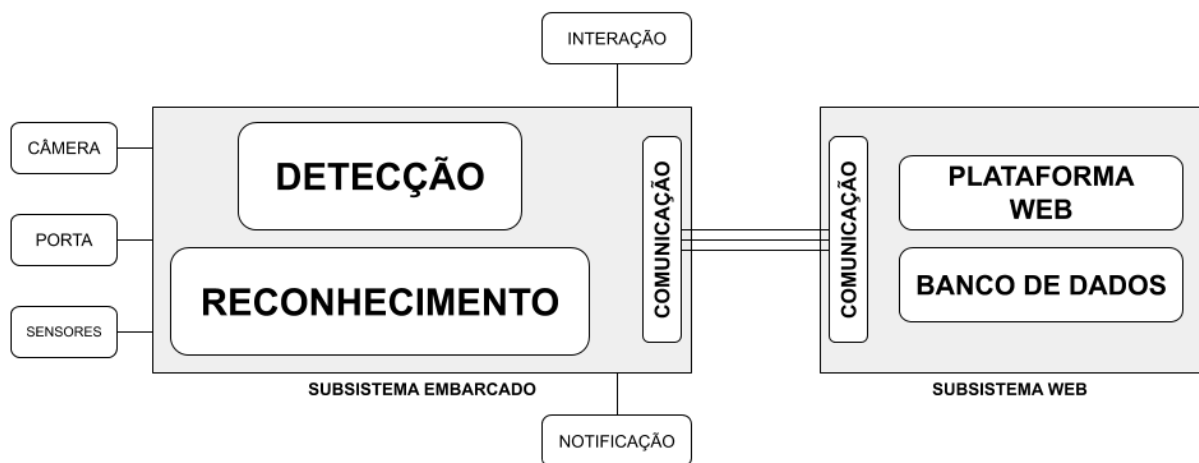 INTERAÇÃO
CÂMERA
PORTA
SENSORES
DETECÇÃO
RECONHECIMENTO
COMUNICAÇÃO
SUBSISTEMA EMBARCADO
NOTIFICAÇÃO
COMUNICAÇÃO
PLATAFORMA
WEB
BANCO DE DADOS
SUBSISTEMA WEB